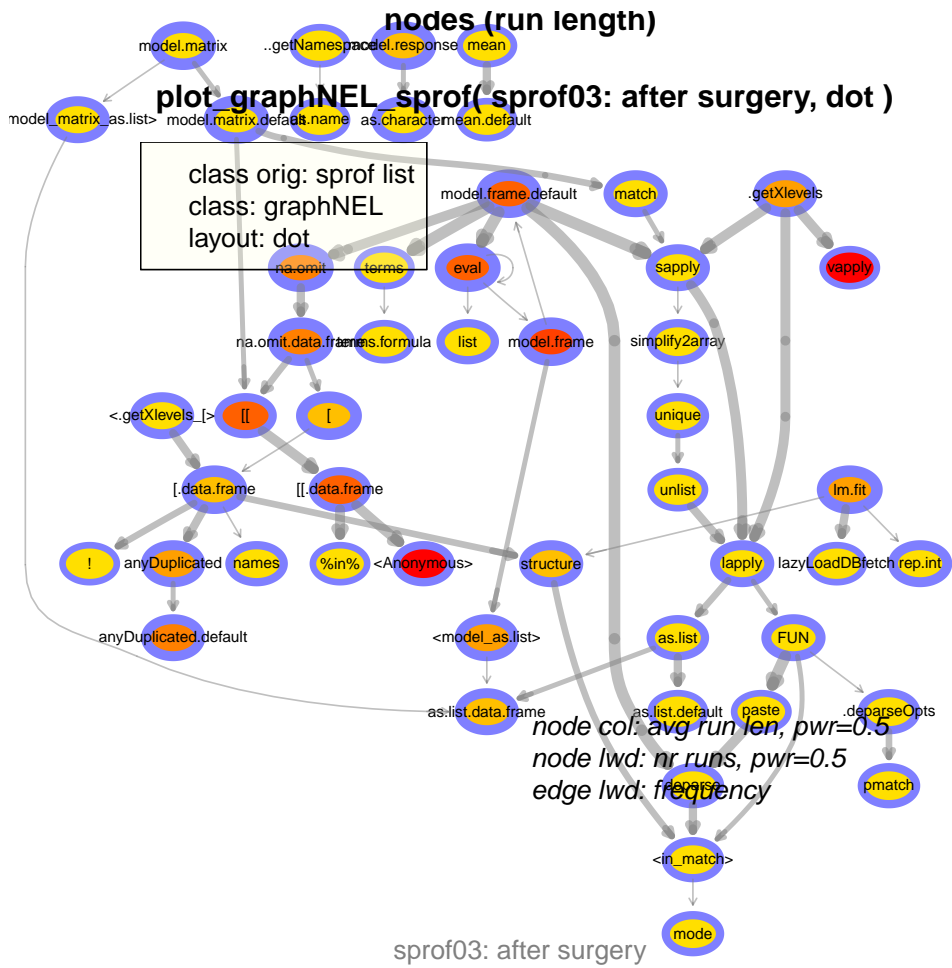 nodes (run length)
model.matrix
..getNamespace
model.response
mean
plot_graphNEL_sprof( sprof03: after surgery, dot )
model_matrix_as.list>
model.matrix.default
as.name
as.character
mean.default
class orig: sprof list
class: graphNEL
layout: dot
model.frame.default
match
.getXlevels
na.omit
terms
eval
sapply
vapply
na.omit.data.frame
terms.formula
list
model.frame
simplify2array
<.getXlevels_[>
[[
[
unique
[.data.frame
[[.data.frame
unlist
lm.fit
!
anyDuplicated
names
%in%
<Anonymous>
structure
lapply
lazyLoadDBfetch
rep.int
anyDuplicated.default
<model_as.list>
as.list
FUN
as.list.data.frame
as.list.default
paste
.deparseOpts
node col: avg run len, pwr=0.5
node lwd: nr runs, pwr=0.5
edge lwd: frequency
deparse
pmatch
<in_match>
mode
sprof03: after surgery